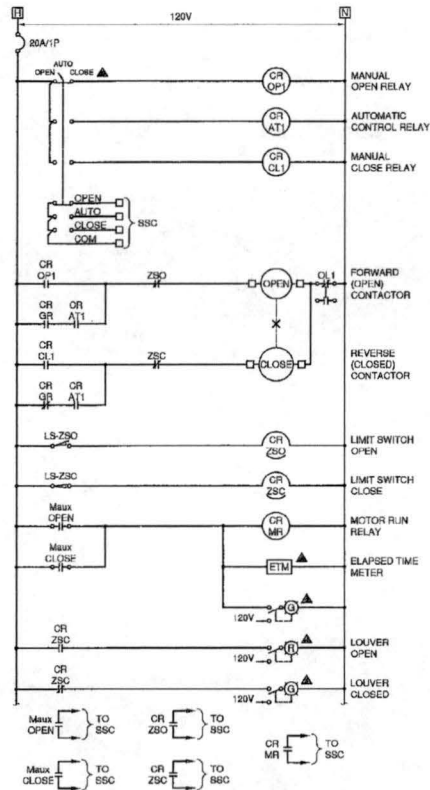 H
120V
N
20A/1P
AUTO
OPEN CLOSE
CR
OP1
MANUAL
OPEN RELAY
CR
AT1
AUTOMATIC
CONTROL RELAY
CR
CL1
MANUAL
CLOSE RELAY
OPEN
AUTO
CLOSE
COM
SSC
CR
OP1
ZSO
OPEN
OL1
FORWARD
(OPEN)
CONTACTOR
CR
GR
CR
AT1
CR
CL1
ZSC
CLOSE
REVERSE
(CLOSED)
CONTACTOR
CR
GR
CR
AT1
LS-ZSO
CR
ZSO
LIMIT SWITCH
OPEN
LS-ZSC
CR
ZSC
LIMIT SWITCH
CLOSE
Maux
OPEN
CR
MR
MOTOR RUN
RELAY
Maux
CLOSE
ETM
ELAPSED TIME
METER
G
120V
CR
ZSC
R
120V
LOUVER
OPEN
CR
ZSC
G
120V
LOUVER
CLOSED
Maux
OPEN
TO
SSC
CR
ZSO
TO
SSC
CR
MR
TO
SSC
Maux
CLOSE
TO
SSC
CR
ZSC
TO
SSC